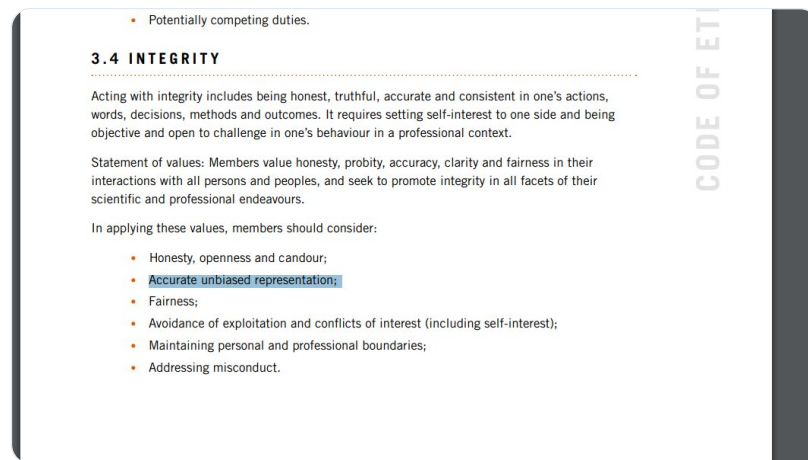 • Potentially competing duties.
3.4 INTEGRITY
Acting with integrity includes being honest, truthful, accurate and consistent in one's actions,
words, decisions, methods and outcomes. It requires setting self-interest to one side and being
objective and open to challenge in one's behaviour in a professional context.
Statement of values: Members value honesty, probity, accuracy, clarity and fairness in their
interactions with all persons and peoples, and seek to promote integrity in all facets of their
scientific and professional endeavours.
In applying these values, members should consider:
• Honesty, openness and candour;
• Accurate unbiased representation;
• Fairness;
• Avoidance of exploitation and conflicts of interest (including self-interest);
• Maintaining personal and professional boundaries;
• Addressing misconduct.
CODE OF